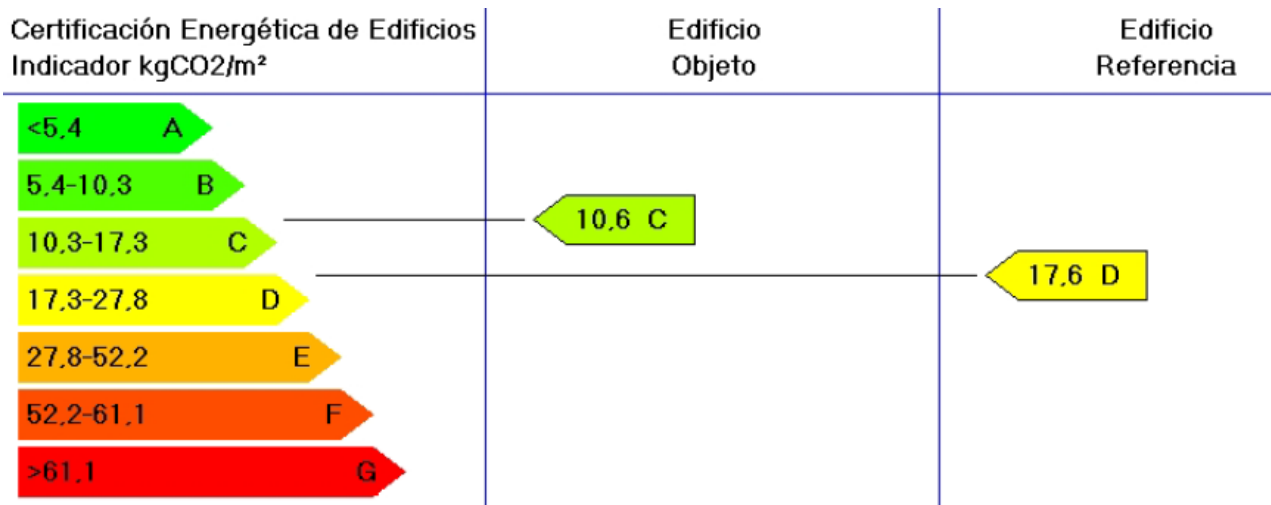 Certificación Energética de Edificios
Indicador kgCO2/m²
Edificio
Objeto
Edificio
Referencia
<5,4 A
5,4-10,3 B
10,3-17,3 C
17,3-27,8 D
27,8-52,2 E
52,2-61,1 F
>61,1 G
10,6 C
17,6 D